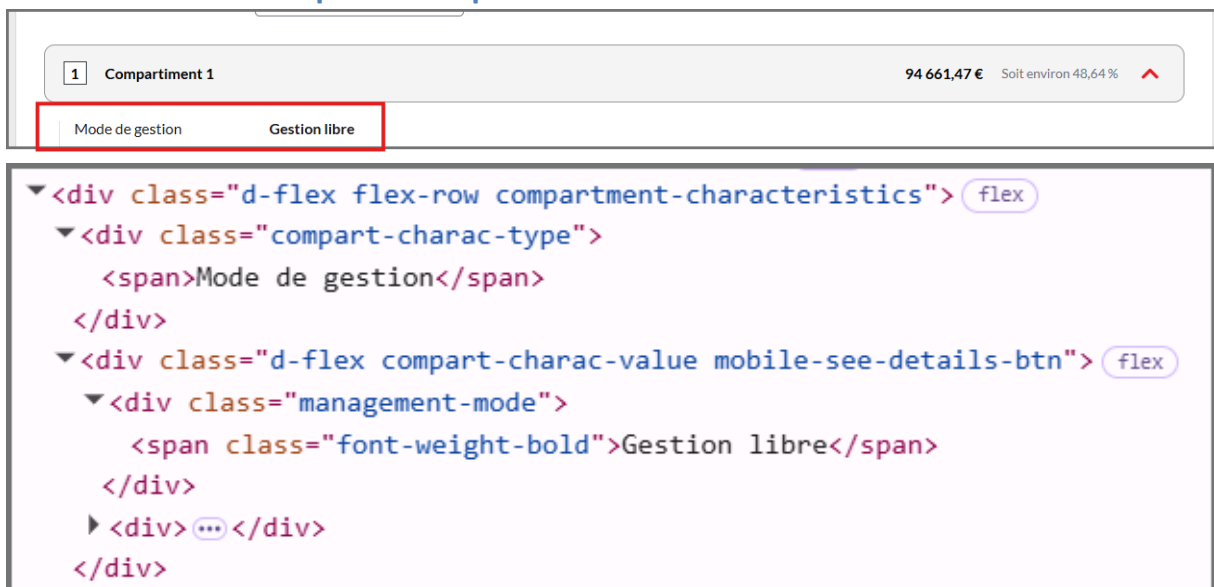 1 Compartiment 1 94 661,47 € Soit environ 48,64 %
Mode de gestion Gestion libre
<div class="d-flex flex-row compartment-characteristics"> flex
<div class="compart-charac-type">
<span>Mode de gestion</span>
</div>
<div class="d-flex compart-charac-value mobile-see-details-btn"> flex
<div class="management-mode">
<span class="font-weight-bold">Gestion libre</span>
</div>
<div>…</div>
</div>